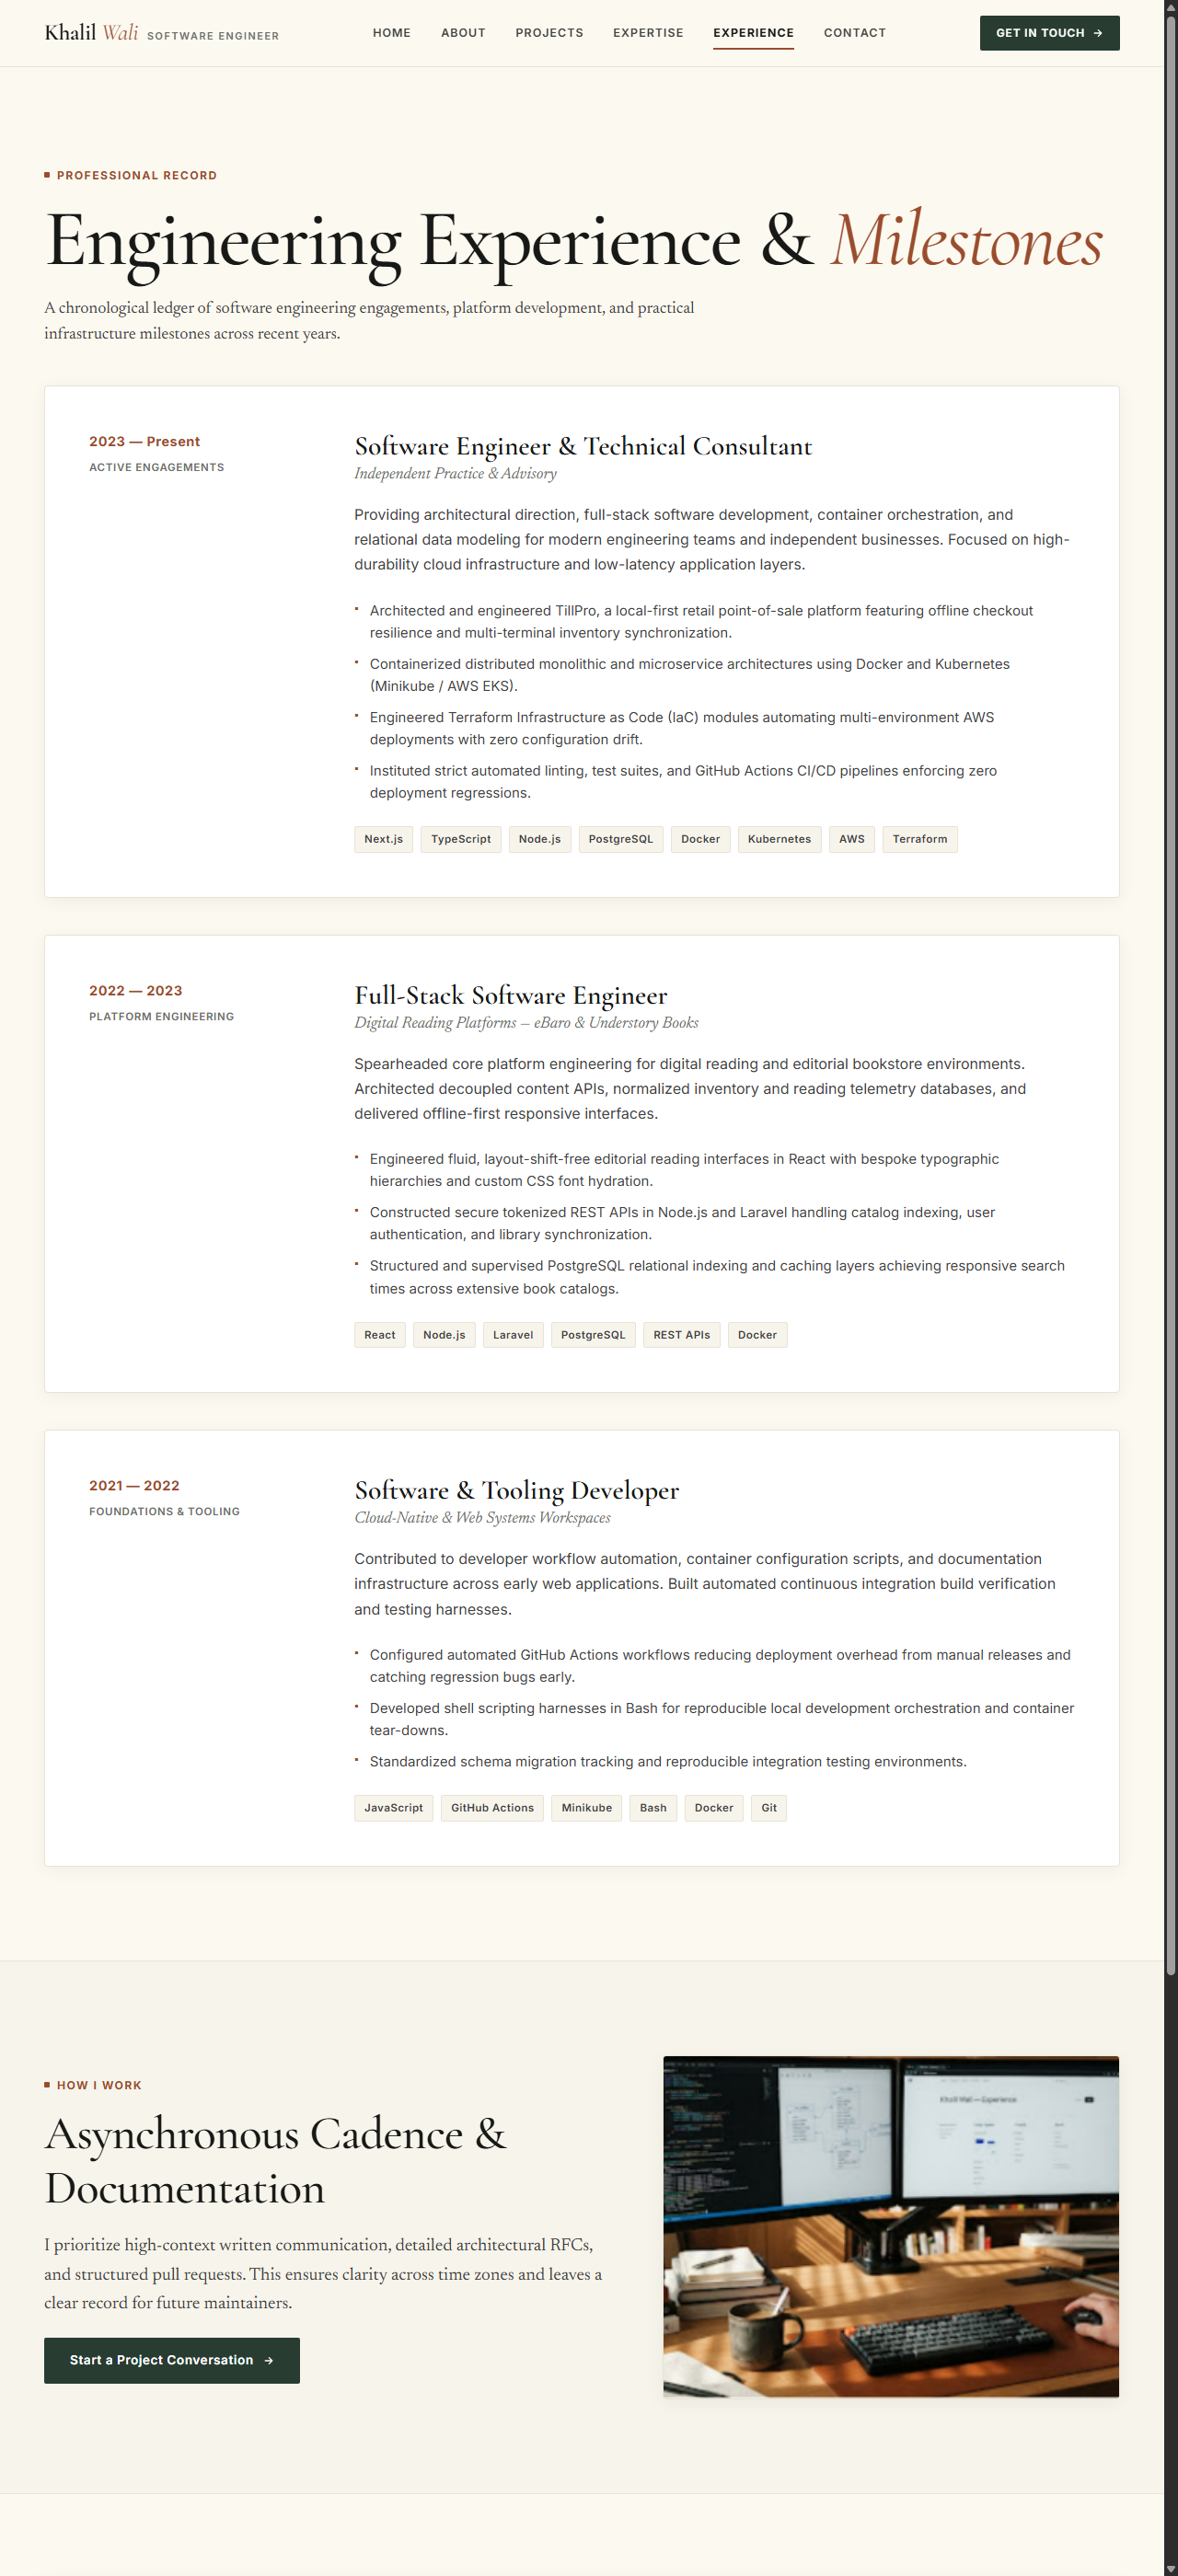 Khalil Wali SOFTWARE ENGINEER
HOME ABOUT PROJECTS EXPERTISE EXPERIENCE CONTACT
GET IN TOUCH →
PROFESSIONAL RECORD
Engineering Experience & Milestones
A chronological ledger of software engineering engagements, platform development, and practical
infrastructure milestones across recent years.
2023 — Present
ACTIVE ENGAGEMENTS
Software Engineer & Technical Consultant
Independent Practice & Advisory
Providing architectural direction, full-stack software development, container orchestration, and
relational data modeling for modern engineering teams and independent businesses. Focused on high-
durability cloud infrastructure and low-latency application layers.
Architected and engineered TillPro, a local-first retail point-of-sale platform featuring offline checkout
resilience and multi-terminal inventory synchronization.
Containerized distributed monolithic and microservice architectures using Docker and Kubernetes
(Minikube / AWS EKS).
Engineered Terraform Infrastructure as Code (IaC) modules automating multi-environment AWS
deployments with zero configuration drift.
Instituted strict automated linting, test suites, and GitHub Actions CI/CD pipelines enforcing zero
deployment regressions.
Next.js TypeScript Node.js PostgreSQL Docker Kubernetes AWS Terraform
2022 — 2023
PLATFORM ENGINEERING
Full-Stack Software Engineer
Digital Reading Platforms — eBaro & Understory Books
Spearheaded core platform engineering for digital reading and editorial bookstore environments.
Architected decoupled content APIs, normalized inventory and reading telemetry databases, and
delivered offline-first responsive interfaces.
Engineered fluid, layout-shift-free editorial reading interfaces in React with bespoke typographic
hierarchies and custom CSS font hydration.
Constructed secure tokenized REST APIs in Node.js and Laravel handling catalog indexing, user
authentication, and library synchronization.
Structured and supervised PostgreSQL relational indexing and caching layers achieving responsive search
times across extensive book catalogs.
React Node.js Laravel PostgreSQL REST APIs Docker
2021 — 2022
FOUNDATIONS & TOOLING
Software & Tooling Developer
Cloud-Native & Web Systems Workspaces
Contributed to developer workflow automation, container configuration scripts, and documentation
infrastructure across early web applications. Built automated continuous integration build verification
and testing harnesses.
Configured automated GitHub Actions workflows reducing deployment overhead from manual releases and
catching regression bugs early.
Developed shell scripting harnesses in Bash for reproducible local development orchestration and container
tear-downs.
Standardized schema migration tracking and reproducible integration testing environments.
JavaScript GitHub Actions Minikube Bash Docker Git
HOW I WORK
Asynchronous Cadence &
Documentation
I prioritize high-context written communication, detailed architectural RFCs,
and structured pull requests. This ensures clarity across time zones and leaves a
clear record for future maintainers.
Start a Project Conversation →